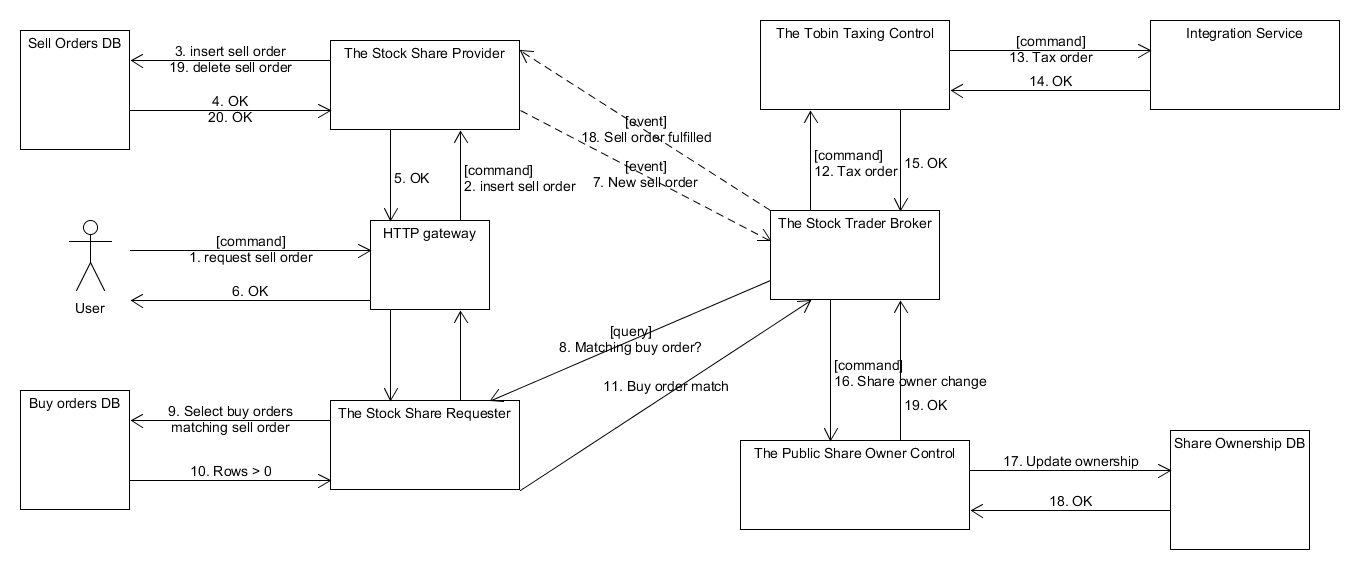 Sell Orders DB
3. insert sell order
19. delete sell order
4. OK
20. OK
The Stock Share Provider
5. OK
[command]
2. insert sell order
[event]
18. Sell order fulfilled
[event]
7. New sell order
The Tobin Taxing Control
[command]
13. Tax order
14. OK
Integration Service
[command]
12. Tax order
15. OK
User
[command]
1. request sell order
6. OK
HTTP gateway
The Stock Trader Broker
[query]
8. Matching buy order?
11. Buy order match
[command]
16. Share owner change
19. OK
Buy orders DB
9. Select buy orders
matching sell order
10. Rows > 0
The Stock Share Requester
The Public Share Owner Control
17. Update ownership
18. OK
Share Ownership DB